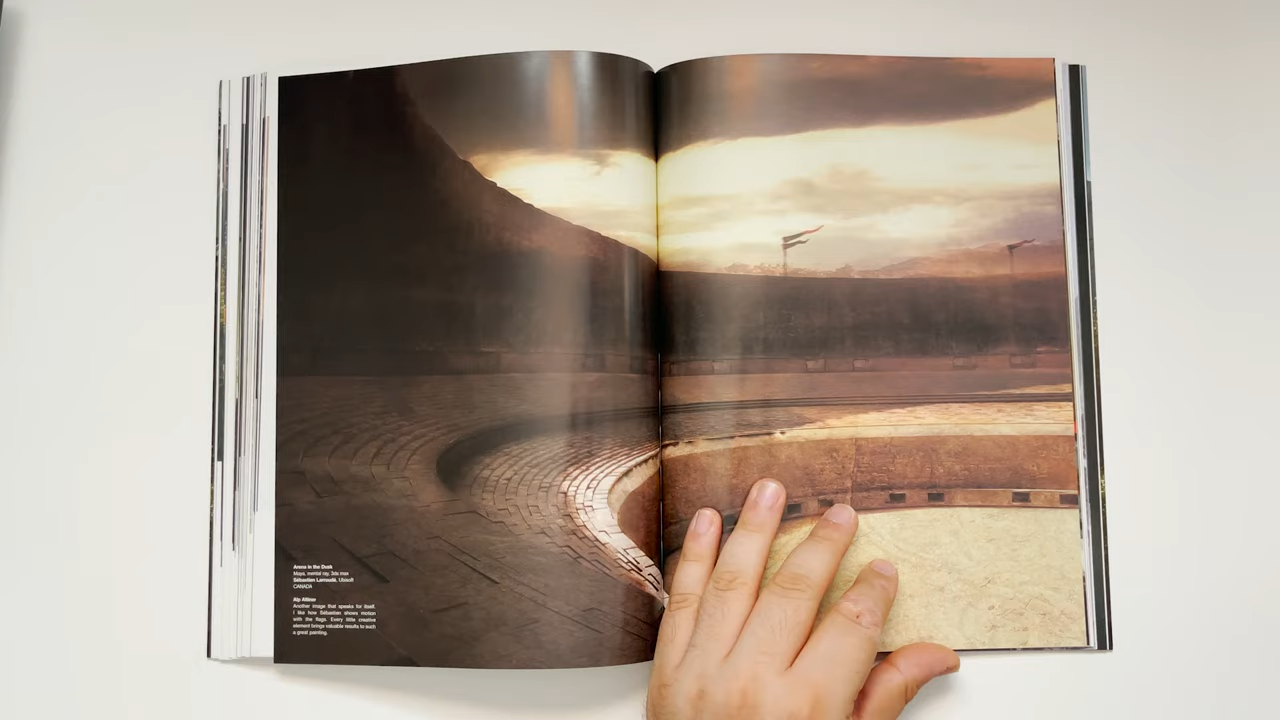 Arena in the Dusk
Maya, mental ray, 3ds max
Sébastien Larroudé, Ubisoft
CANADA
Alp Altiner
Another image that speaks for itself.
I like how Sébastien shows motion
with the flags. Every little creative
element brings valuable results to such
a great painting.